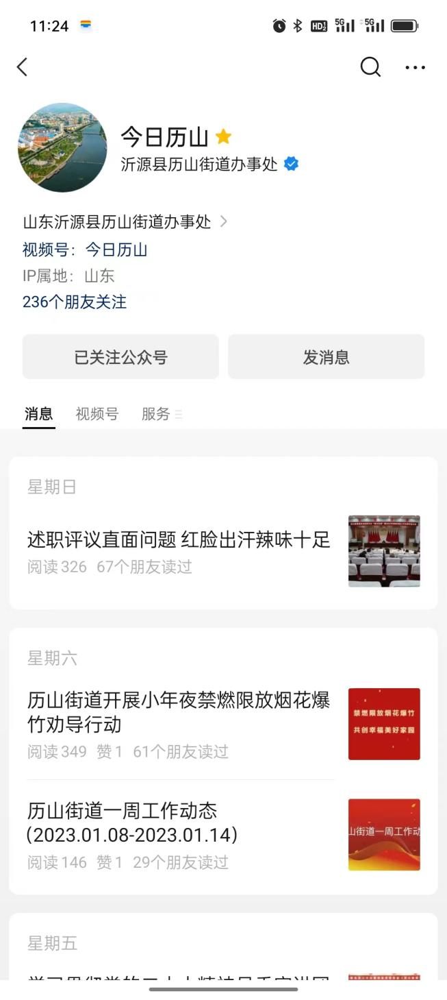 11:24
HD 1 2 5G 5G
今日历山
沂源县历山街道办事处
山东沂源县历山街道办事处
视频号：今日历山
IP属地：山东
236个朋友关注
已关注公众号
发消息
消息 视频号 服务
星期日
述职评议直面问题 红脸出汗辣味十足
阅读 326 67个朋友读过
星期六
历山街道开展小年夜禁燃限放烟花爆
竹劝导行动
阅读 349 赞 1 61个朋友读过
禁燃限放烟花爆竹
共创幸福美好家园
历山街道一周工作动态
(2023.01.08-2023.01.14)
阅读 146 赞 1 29个朋友读过
山街道一周工作动
星期五